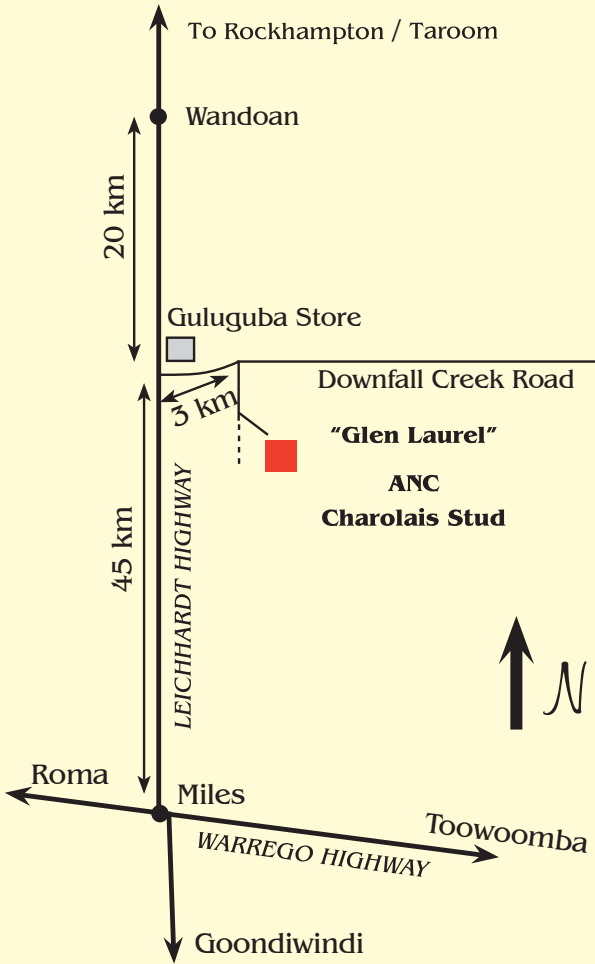 To Rockhampton / Taroom
Wandoan
20 km
Guluguba Store
Downfall Creek Road
3 km
"Glen Laurel"
ANC
Charolais Stud
45 km
LEICHHARDT HIGHWAY
N
Roma
Miles
Toowoomba
WARREGO HIGHWAY
Goondiwindi